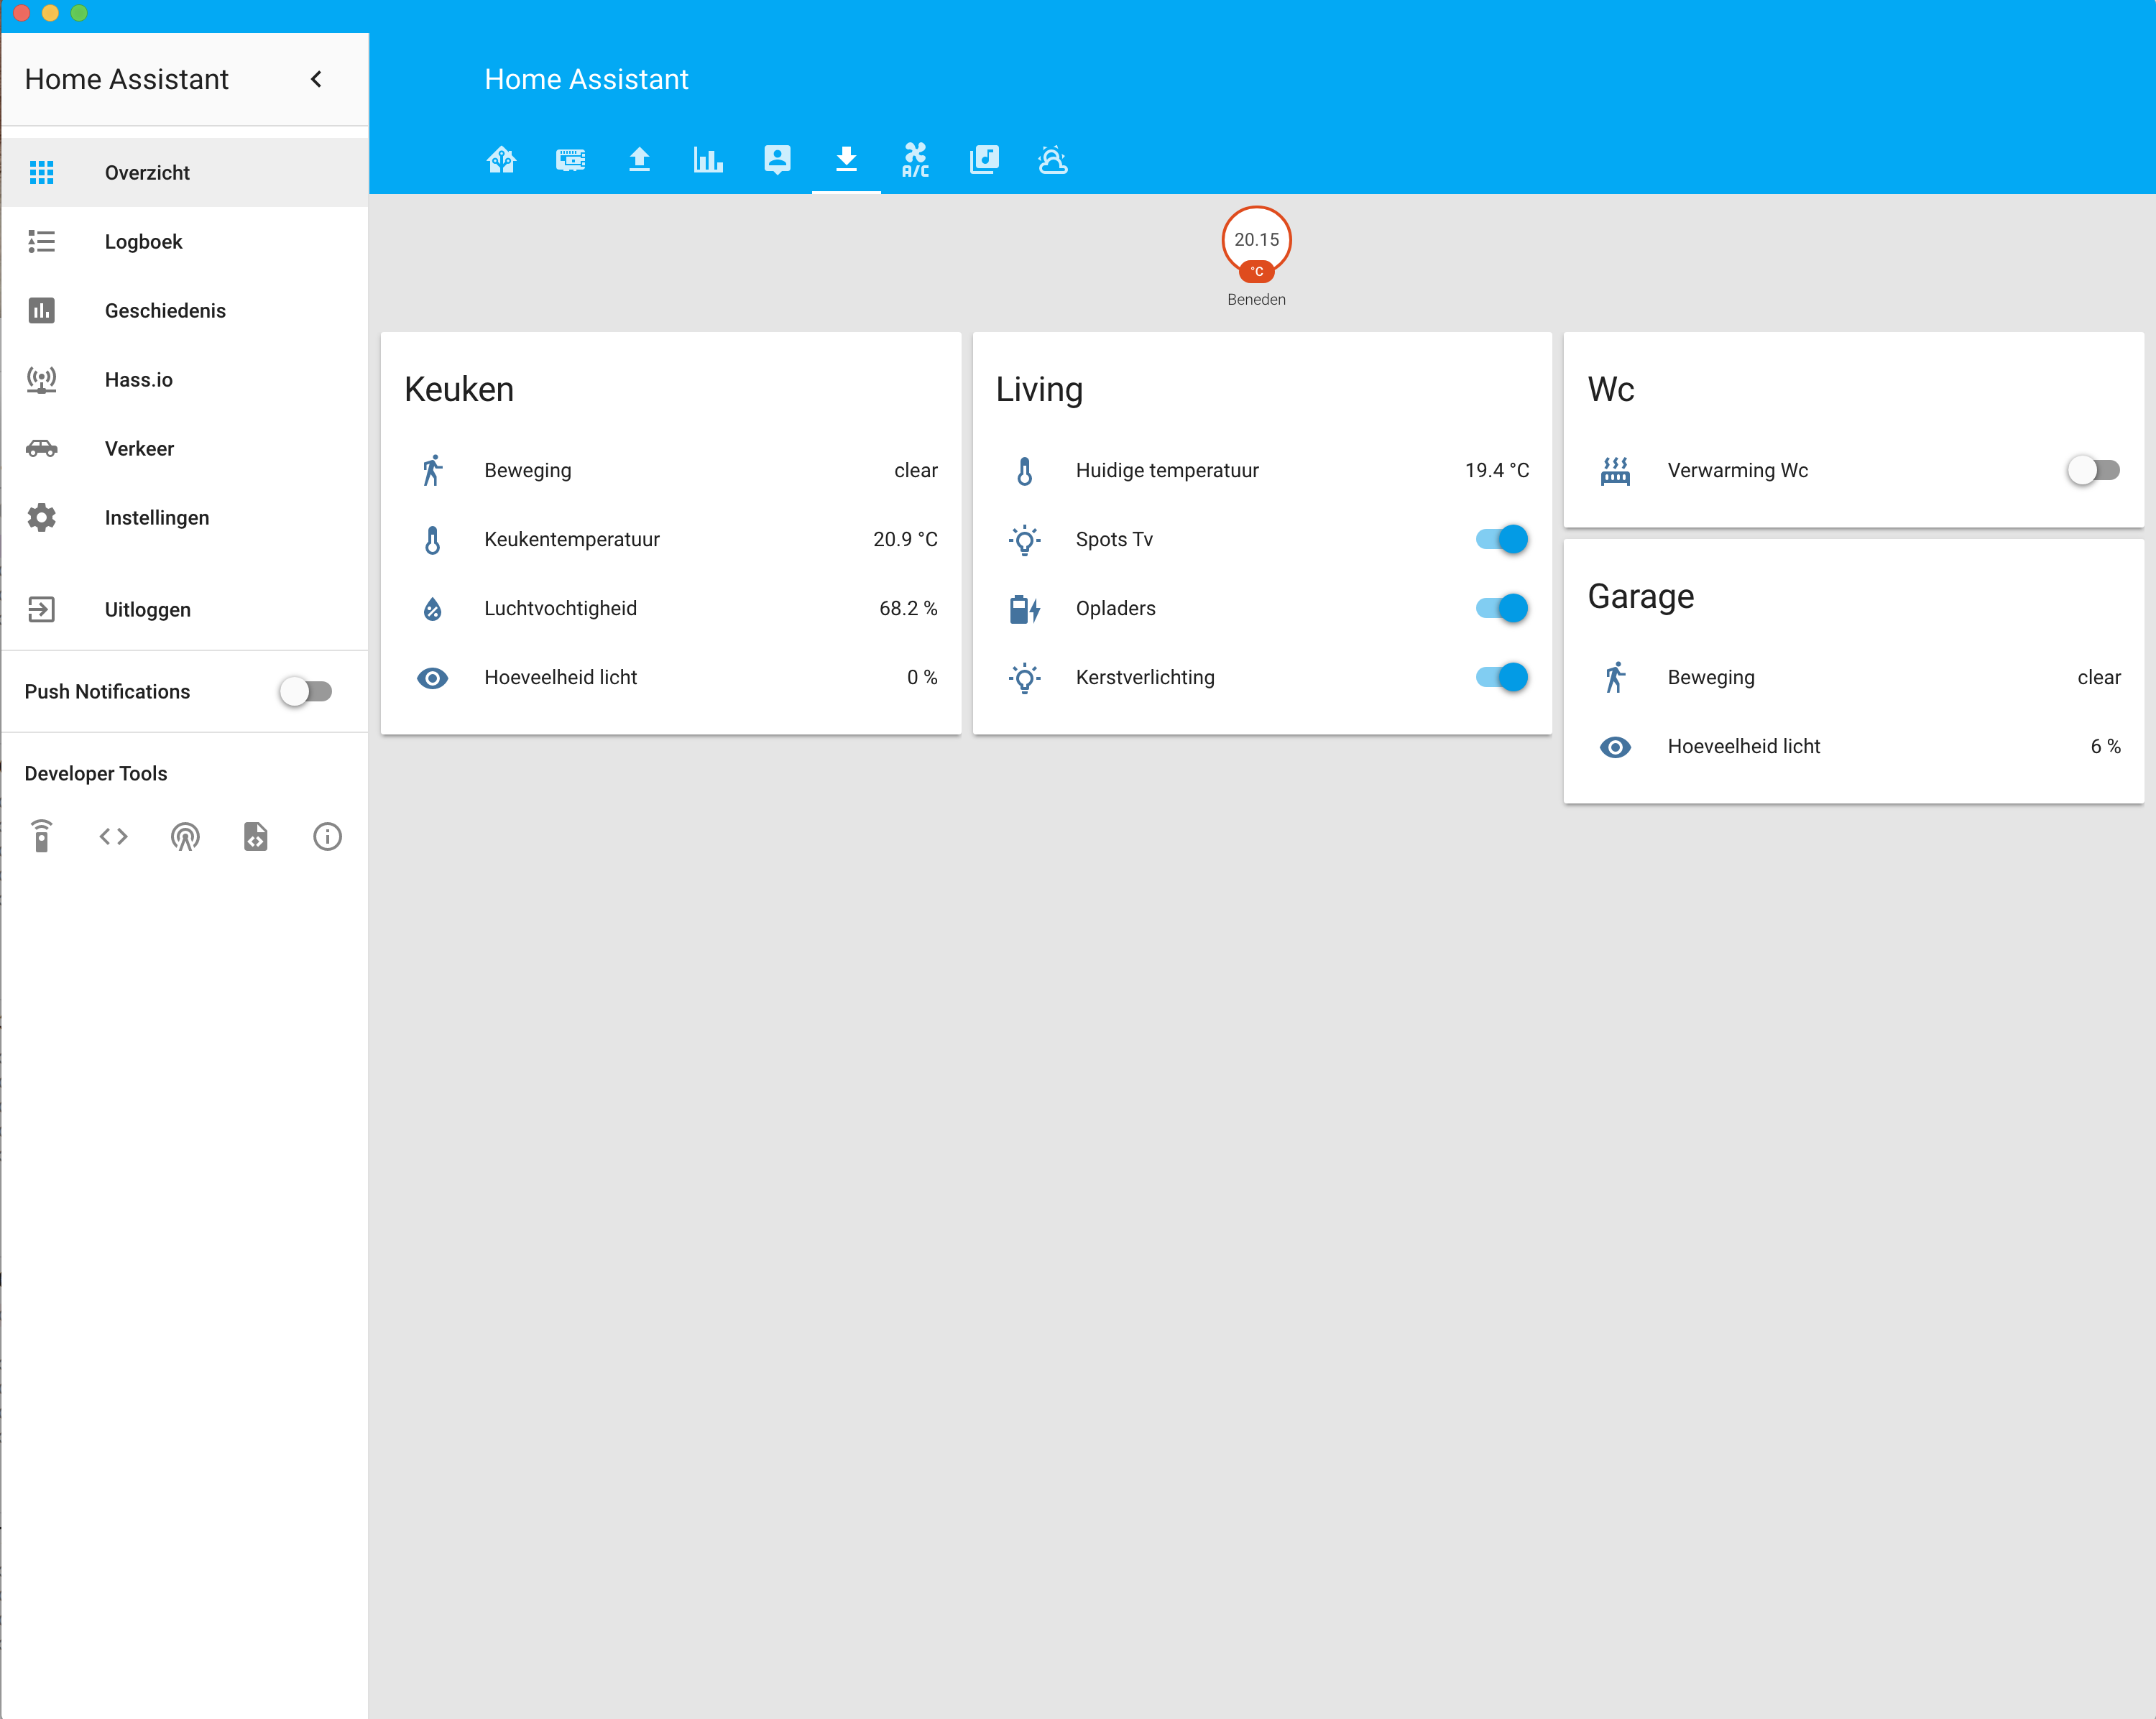 Home Assistant
Overzicht
Logboek
Geschiedenis
Hass.io
Verkeer
Instellingen
Uitloggen
Push Notifications
Developer Tools
Home Assistant
A/C
20.15
°C
Beneden
Keuken
Beweging clear
Keukentemperatuur 20.9 °C
Luchtvochtigheid 68.2 %
Hoeveelheid licht 0 %
Living
Huidige temperatuur 19.4 °C
Spots Tv
Opladers
Kerstverlichting
Wc
Verwarming Wc
Garage
Beweging clear
Hoeveelheid licht 6 %